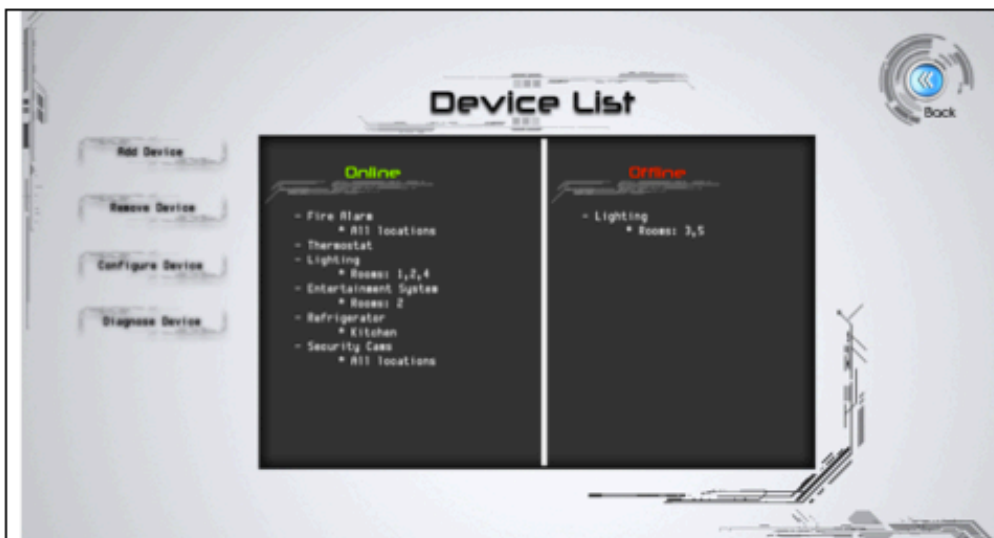 Device List
Back
Add Device
Remove Device
Configure Device
Diagnose Device
Online
- Fire Alarm
* All locations
- Thermostat
- Lighting
* Rooms: 1,2,4
- Entertainment System
* Rooms: 2
- Refrigerator
* Kitchen
- Security Cams
* All locations
Offline
- Lighting
* Rooms: 3,5